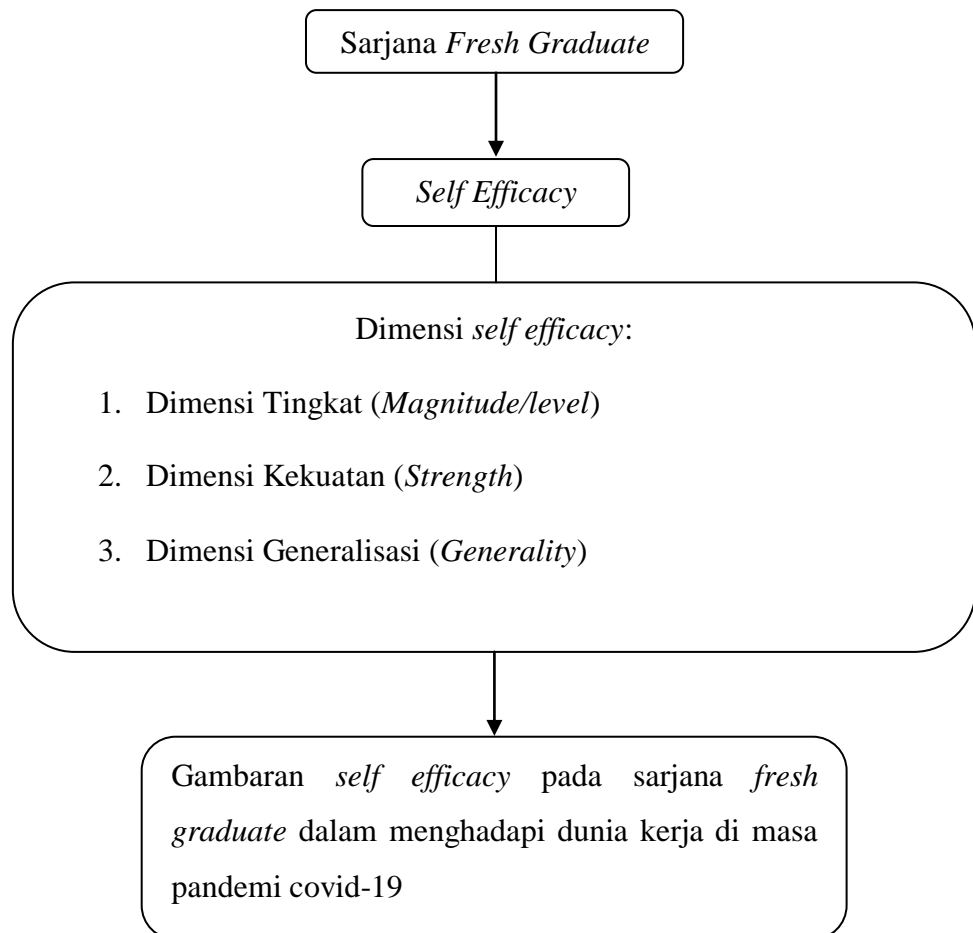 Sarjana Fresh Graduate
Self Efficacy
Dimensi self efficacy:
1. Dimensi Tingkat (Magnitude/level)
2. Dimensi Kekuatan (Strength)
3. Dimensi Generalisasi (Generality)
Gambaran self efficacy pada sarjana fresh
graduate dalam menghadapi dunia kerja di masa
pandemi covid-19